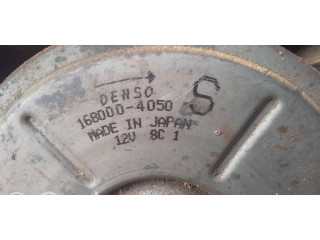 DENSO
168000-4050 S
MADE IN JAPAN
12V 8C 1